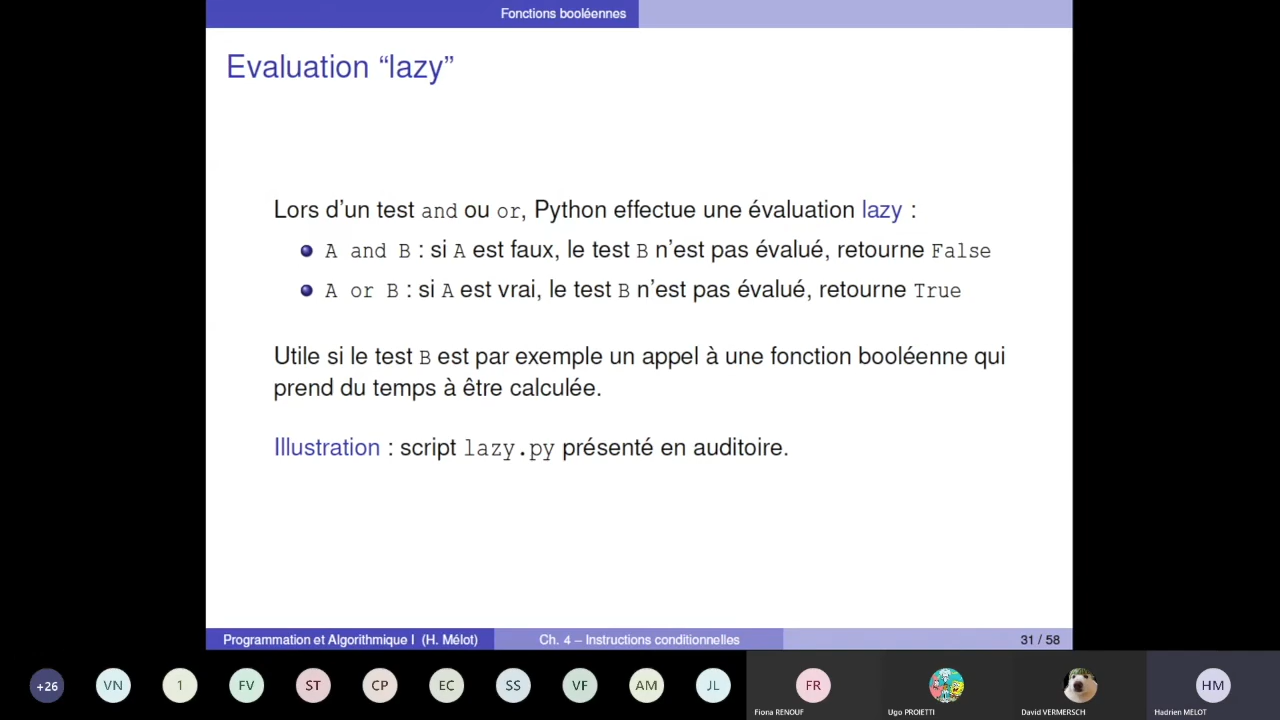 Fonctions booléennes
Evaluation “lazy”
Lors d’un test and ou or, Python effectue une évaluation lazy :
A and B : si A est faux, le test B n’est pas évalué, retourne False
A or B : si A est vrai, le test B n’est pas évalué, retourne True
Utile si le test B est par exemple un appel à une fonction booléenne qui
prend du temps à être calculée.
Illustration : script lazy.py présenté en auditoire.
Programmation et Algorithmique I (H. Mélot) Ch. 4 – Instructions conditionnelles 31 / 58
+26 VN 1 FV ST CP EC SS VF AM JL FR HM
Fiona RENOUF Ugo PROIETTI David VERMERSCH Hadrien MELOT